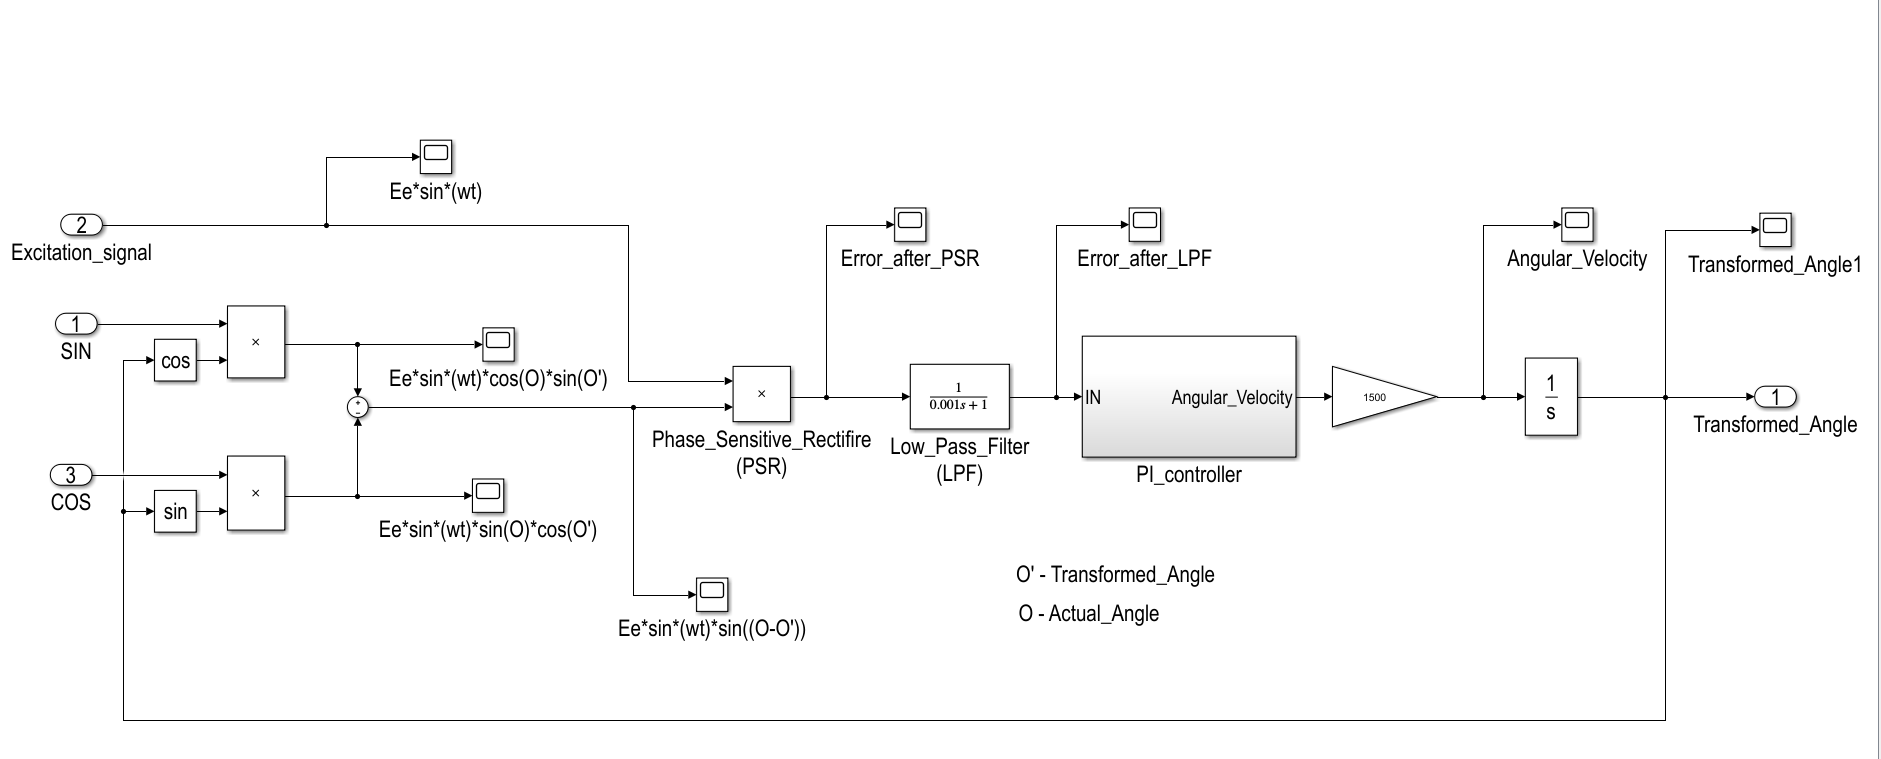 Ee*sin*(wt)
2
Excitation_signal
Error_after_PSR
Error_after_LPF
Angular_Velocity
Transformed_Angle1
1
SIN
cos
×
Ee*sin*(wt)*cos(O)*sin(O')
+
-
×
Phase_Sensitive_Rectifire
(PSR)
1
0.001s + 1
Low_Pass_Filter
(LPF)
IN
Angular_Velocity
PI_controller
1500
1
s
1
Transformed_Angle
3
COS
sin
×
Ee*sin*(wt)*sin(O)*cos(O')
Ee*sin*(wt)*sin((O-O'))
O' - Transformed_Angle
O - Actual_Angle